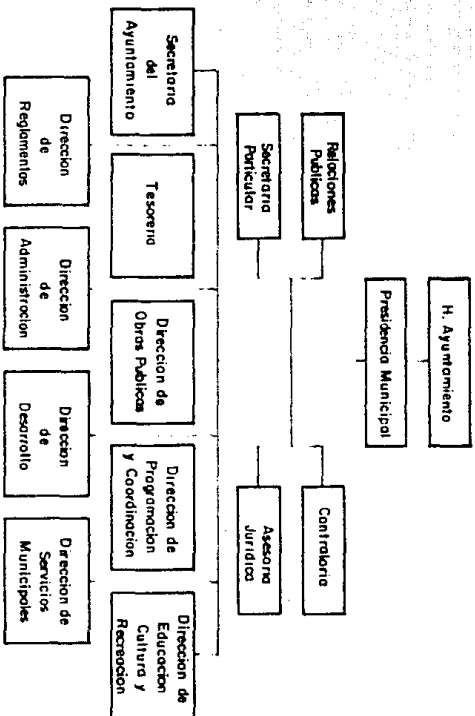 H. Ayuntamiento
Presidencia Municipal
Relaciones
Publicas
Contraloria
Secretaria
Particular
Asesoria
Juridica
Secretaria
del
Ayuntamiento
Tesoreria
Direccion de
Obras Publicas
Direccion de
Programacion
y Coordinacion
Direccion de
Educacion
Cultura y
Recreacion
Direccion
de
Reglamentos
Direccion
de
Administracion
Direccion
de
Desarrollo
Direccion de
Servicios
Municipales